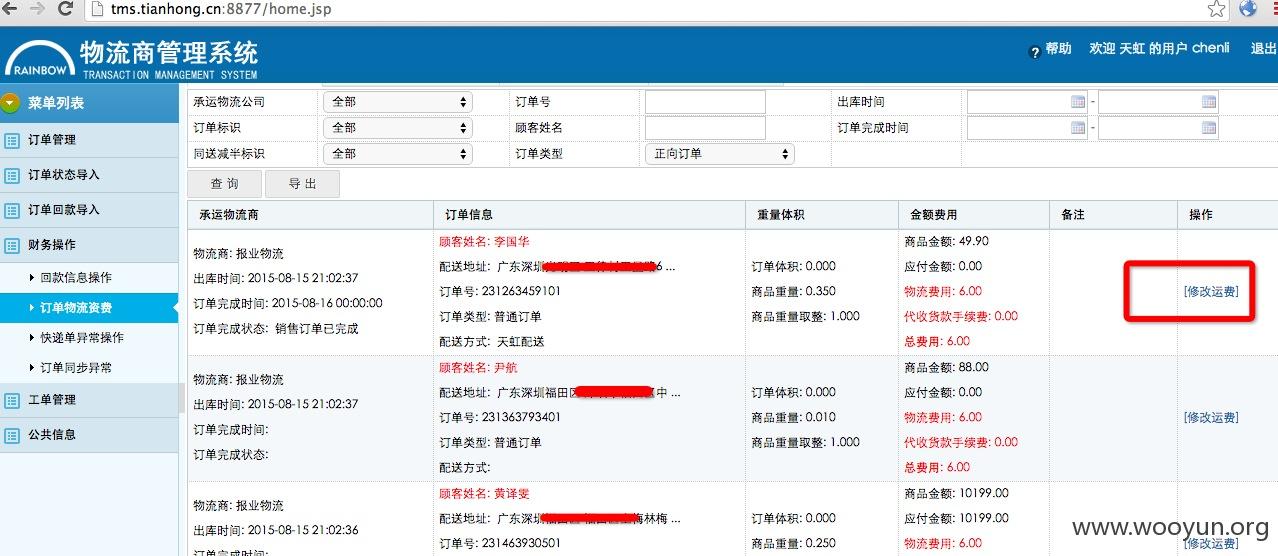 tms.tianhong.cn:8877/home.jsp
RAINBOW 物流商管理系统
TRANSACTION MANAGEMENT SYSTEM
? 帮助 欢迎 天虹 的用户 chenli 退出
菜单列表
订单管理
订单状态导入
订单回款导入
财务操作
回款信息操作
订单物流资费
快递单异常操作
订单同步异常
工单管理
公共信息
承运物流公司 全部 订单号 出库时间 -
订单标识 全部 顾客姓名 订单完成时间 -
同送减半标识 全部 订单类型 正向订单
查 询 导 出
承运物流商 订单信息 重量体积 金额费用 备注 操作
物流商: 报业物流
出库时间: 2015-08-15 21:02:37
订单完成时间: 2015-08-16 00:00:00
订单完成状态: 销售订单已完成
顾客姓名: 李国华
配送地址: 广东深圳 6 ...
订单号: 231263459101
订单类型: 普通订单
配送方式: 天虹配送
订单体积: 0.000
商品重量: 0.350
商品重量取整: 1.000
商品金额: 49.90
应付金额: 0.00
物流费用: 6.00
代收货款手续费: 0.00
总费用: 6.00
[修改运费]
物流商: 报业物流
出库时间: 2015-08-15 21:02:37
订单完成时间:
订单完成状态:
顾客姓名: 尹航
配送地址: 广东深圳福田区 区中 ...
订单号: 231363793401
订单类型: 普通订单
配送方式:
订单体积: 0.000
商品重量: 0.010
商品重量取整: 1.000
商品金额: 88.00
应付金额: 0.00
物流费用: 6.00
代收货款手续费: 0.00
总费用: 6.00
[修改运费]
物流商: 报业物流
出库时间: 2015-08-15 21:02:36
订单完成时间:
顾客姓名: 黄译雯
配送地址: 广东深圳 梅林梅 ...
订单号: 231463930501
订单体积: 0.000
商品重量: 0.250
商品金额: 10199.00
应付金额: 10199.00
物流费用: 6.00
[修改运费]
www.wooyun.org